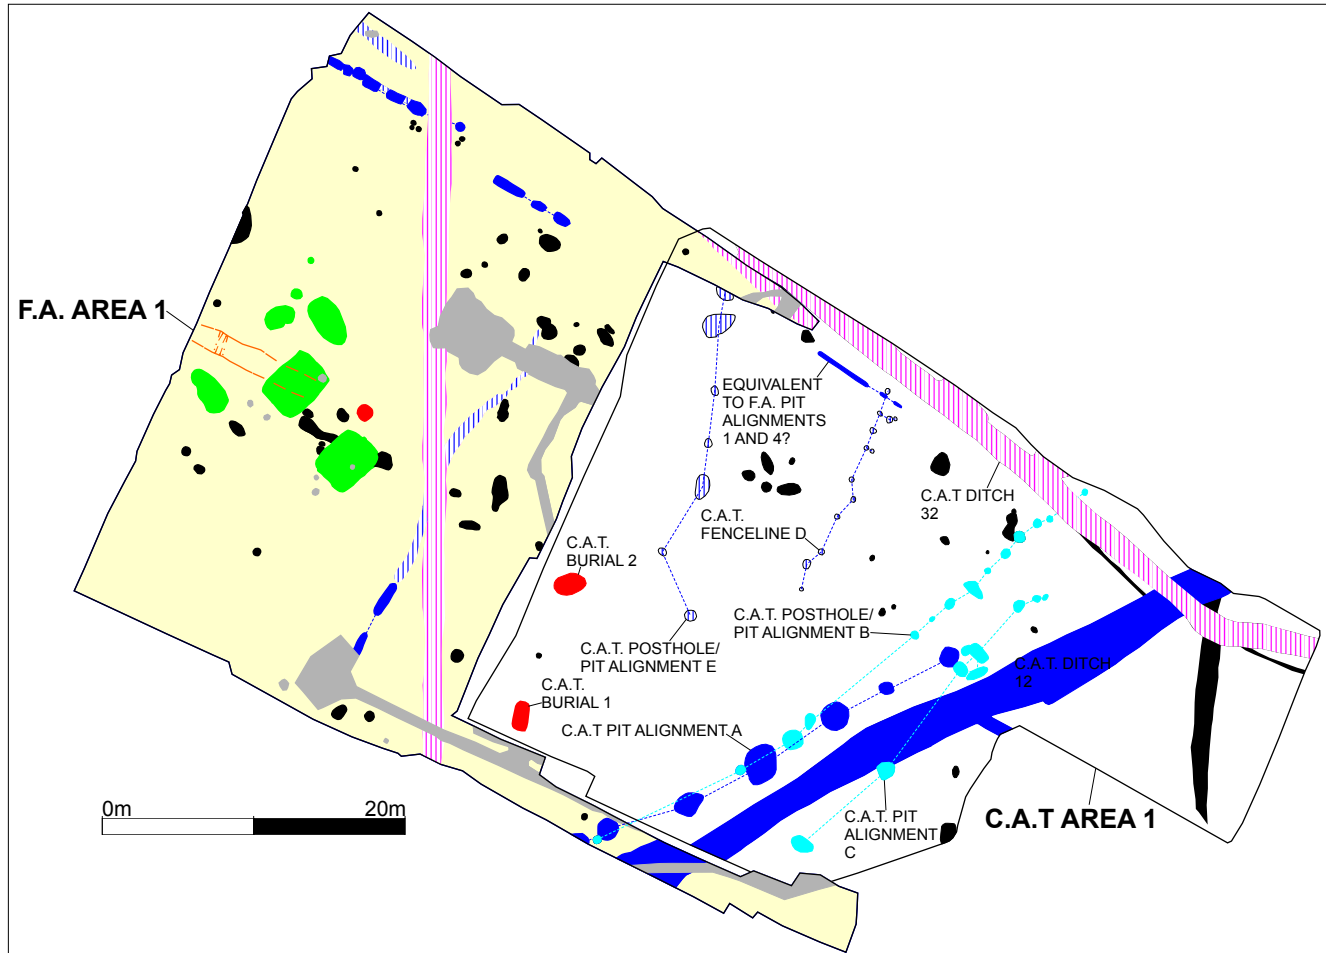 F.A. AREA 1
EQUIVALENT
TO F.A. PIT
ALIGNMENTS
1 AND 4?
C.A.T DITCH
32
C.A.T.
FENCELINE D
C.A.T.
BURIAL 2
C.A.T. POSTHOLE/
PIT ALIGNMENT B
C.A.T. POSTHOLE/
PIT ALIGNMENT E
C.A.T. DITCH
12
C.A.T.
BURIAL 1
C.A.T PIT ALIGNMENT A
0m
20m
C.A.T. PIT
ALIGNMENT
C
C.A.T AREA 1